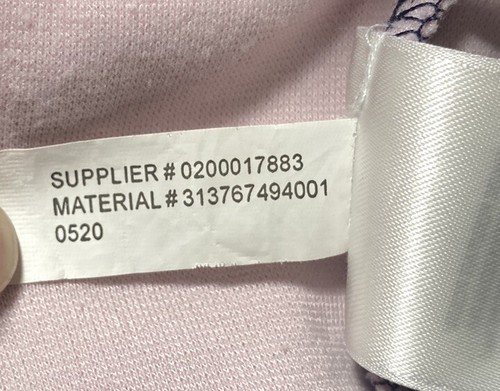 SUPPLIER # 0200017883
MATERIAL # 313767494001
0520